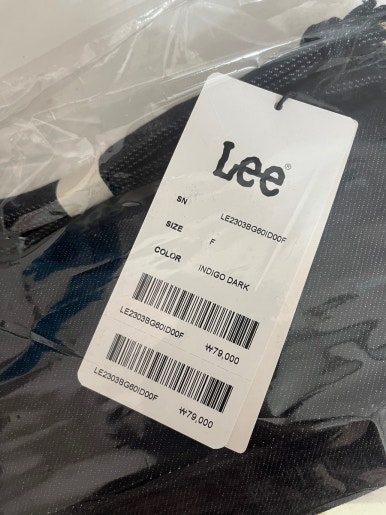 Lee®
SN LE2303BG60ID00F
SIZE F
COLOR INDIGO DARK
LE2303BG60ID00F ₩79,000
LE2303BG60ID00F ₩79,000